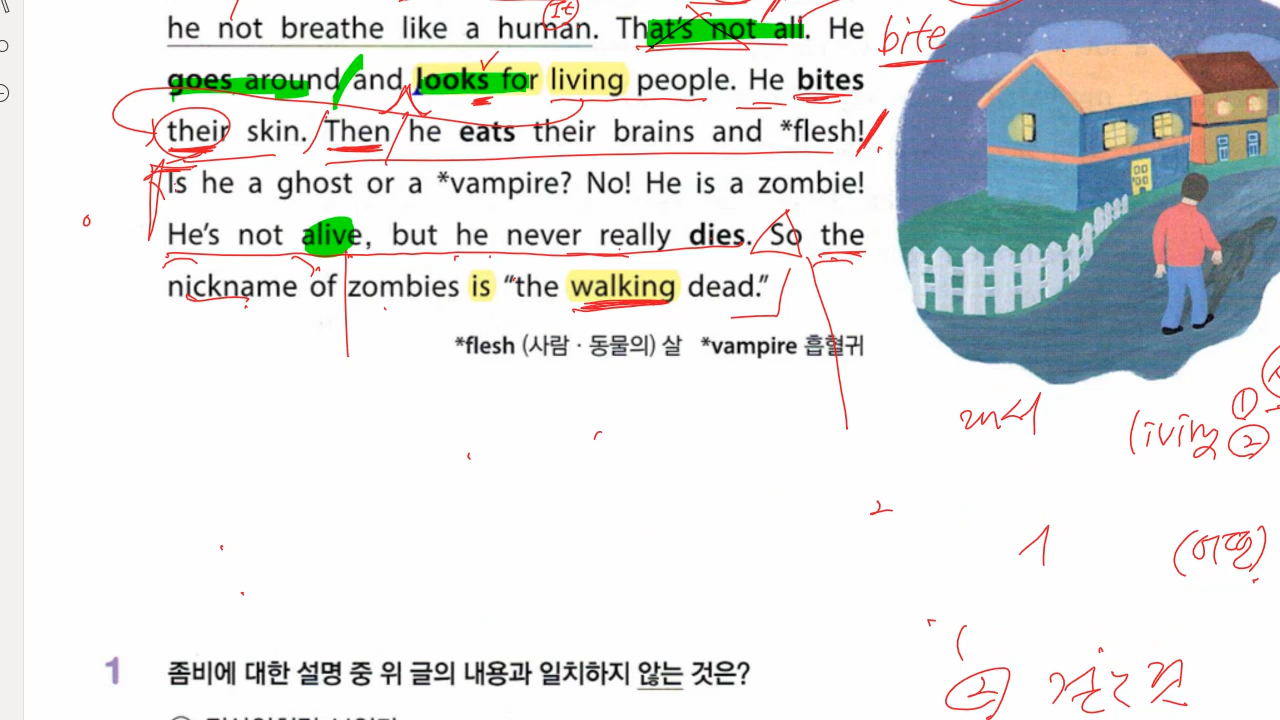 he not breathe like a human. That's not all. He
It
bite
goes around and looks for living people. He bites
their skin. Then he eats their brains and *flesh!
Is he a ghost or a *vampire? No! He is a zombie!
He's not alive, but he never really dies. So the
nickname of zombies is "the walking dead."
*flesh (사람 · 동물의) 살 *vampire 흡혈귀
living ①
②
1 좀비에 대한 설명 중 위 글의 내용과 일치하지 않는 것은?
② 걷는 것